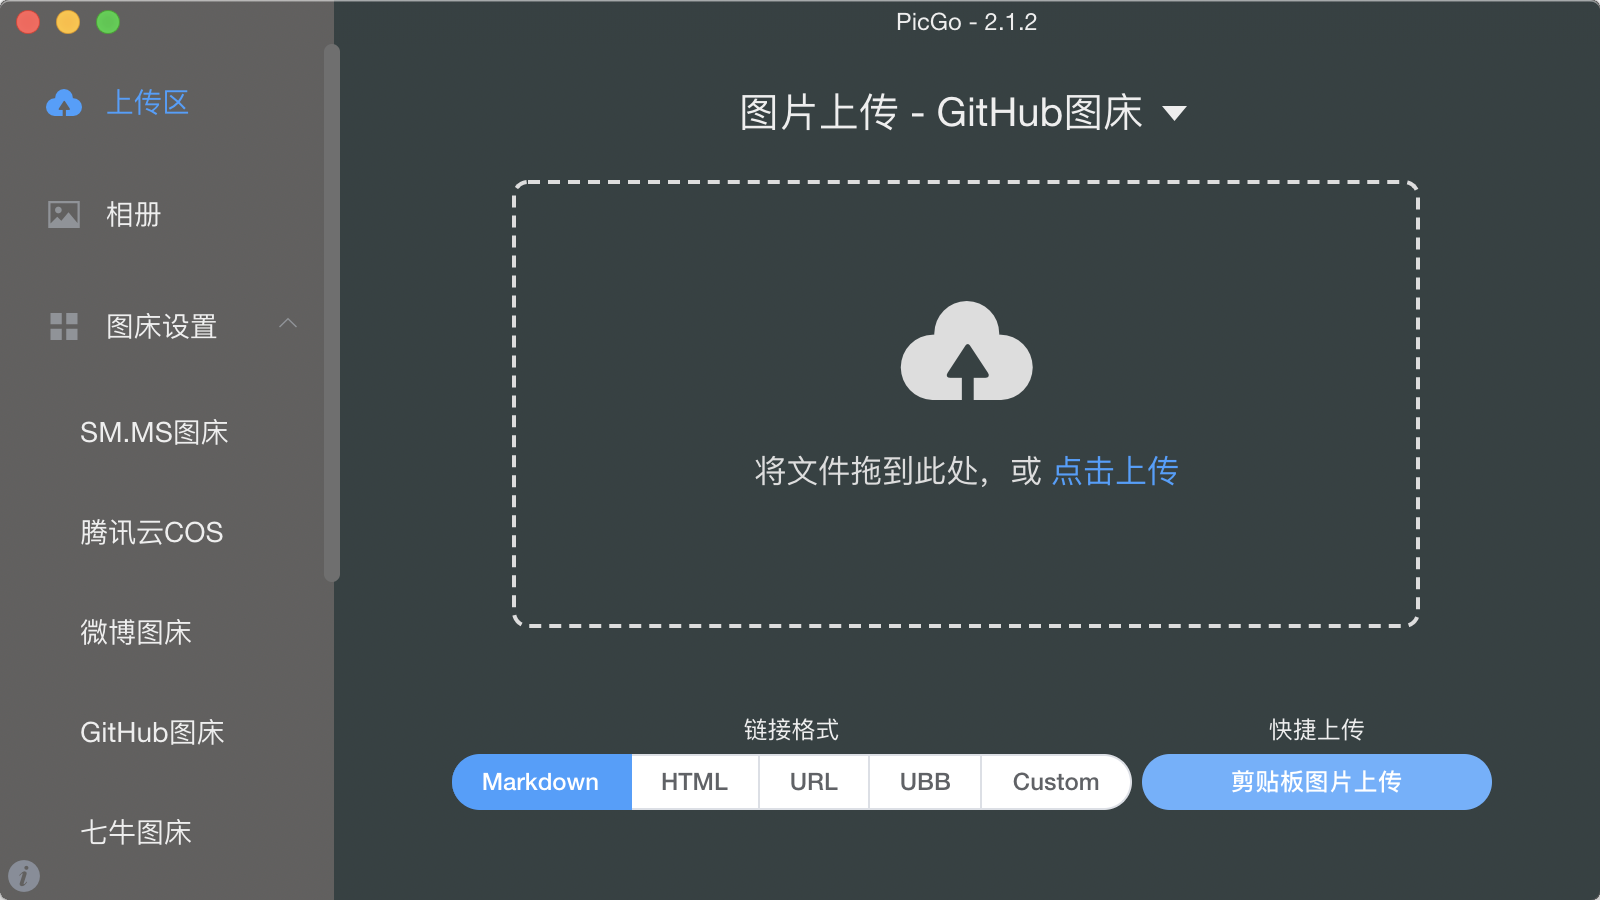 PicGo - 2.1.2
上传区
相册
图床设置
SM.MS图床
腾讯云COS
微博图床
GitHub图床
七牛图床
i
图片上传 - GitHub图床
将文件拖到此处，或 点击上传
链接格式
Markdown HTML URL UBB Custom
快捷上传
剪贴板图片上传